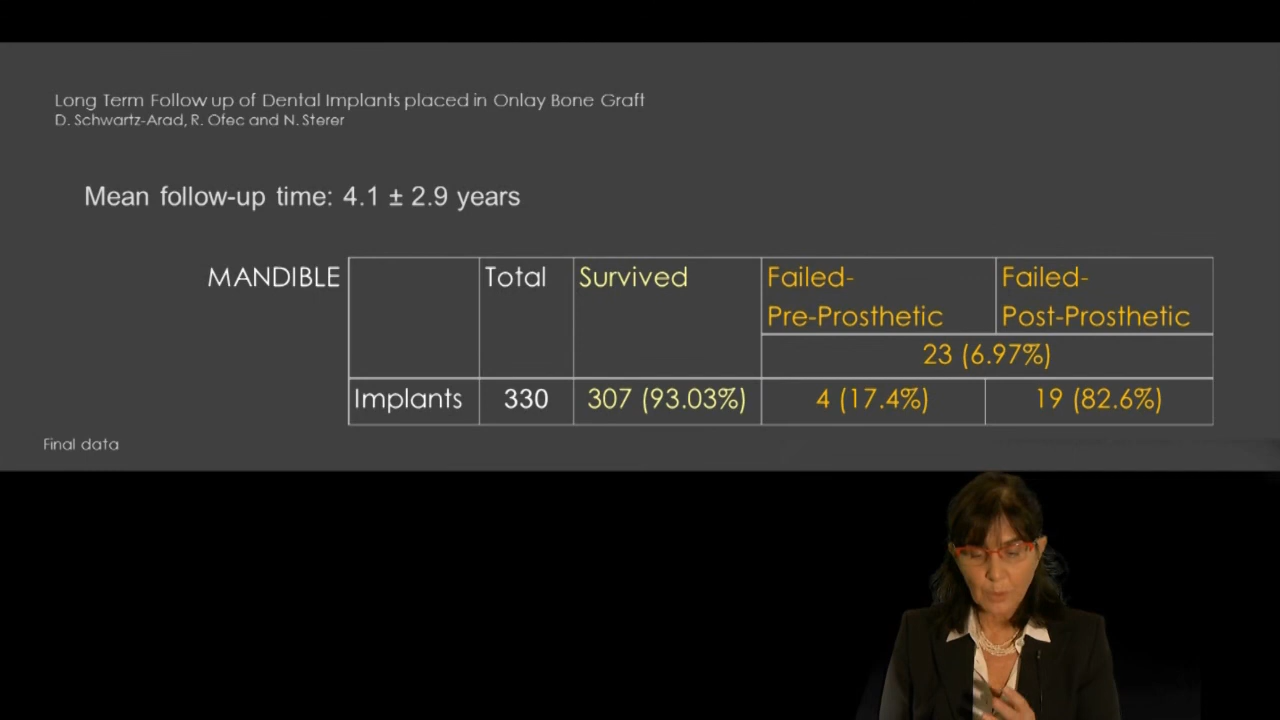 Long Term Follow up of Dental Implants placed in Onlay Bone Graft
D. Schwartz-Arad, R. Ofec and N. Sterer
Mean follow-up time: 4.1 ± 2.9 years
MANDIBLE
Total
Survived
Failed-
Pre-Prosthetic
Failed-
Post-Prosthetic
23 (6.97%)
Implants
330
307 (93.03%)
4 (17.4%)
19 (82.6%)
Final data